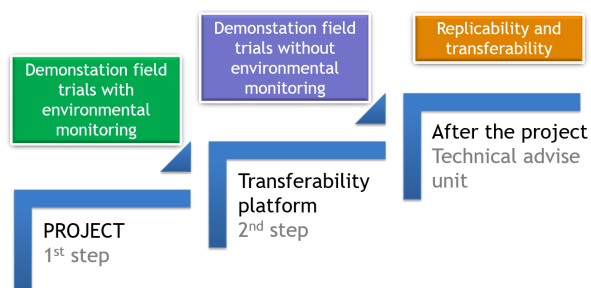 Demonstation field
trials with
environmental
monitoring
PROJECT
1st step
Demonstation field
trials without
environmental
monitoring
Transferability
platform
2nd step
Replicability and
transferability
After the project
Technical advise
unit